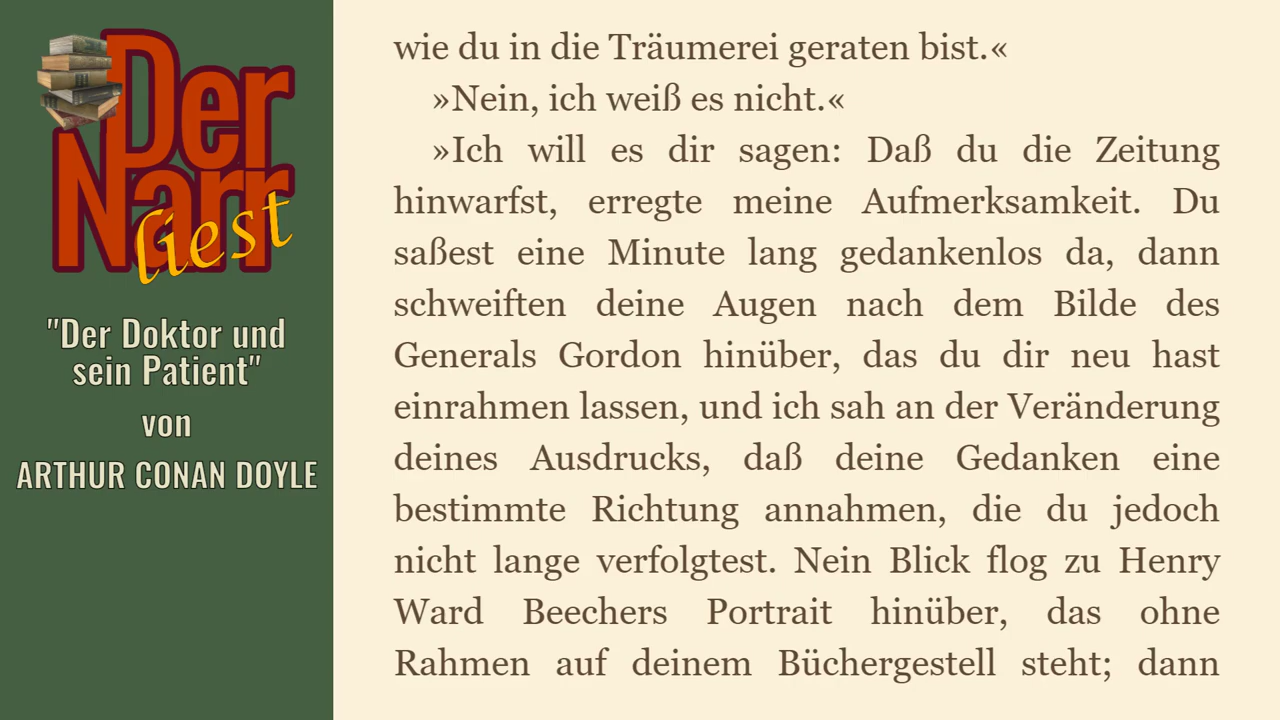 Der
Narr
liest
"Der Doktor und
sein Patient"
von
ARTHUR CONAN DOYLE
wie du in die Träumerei geraten bist.«
»Nein, ich weiß es nicht.«
»Ich will es dir sagen: Daß du die Zeitung
hinwarfst, erregte meine Aufmerksamkeit. Du
saßest eine Minute lang gedankenlos da, dann
schweiften deine Augen nach dem Bilde des
Generals Gordon hinüber, das du dir neu hast
einrahmen lassen, und ich sah an der Veränderung
deines Ausdrucks, daß deine Gedanken eine
bestimmte Richtung annahmen, die du jedoch
nicht lange verfolgtest. Nein Blick flog zu Henry
Ward Beechers Portrait hinüber, das ohne
Rahmen auf deinem Büchergestell steht; dann